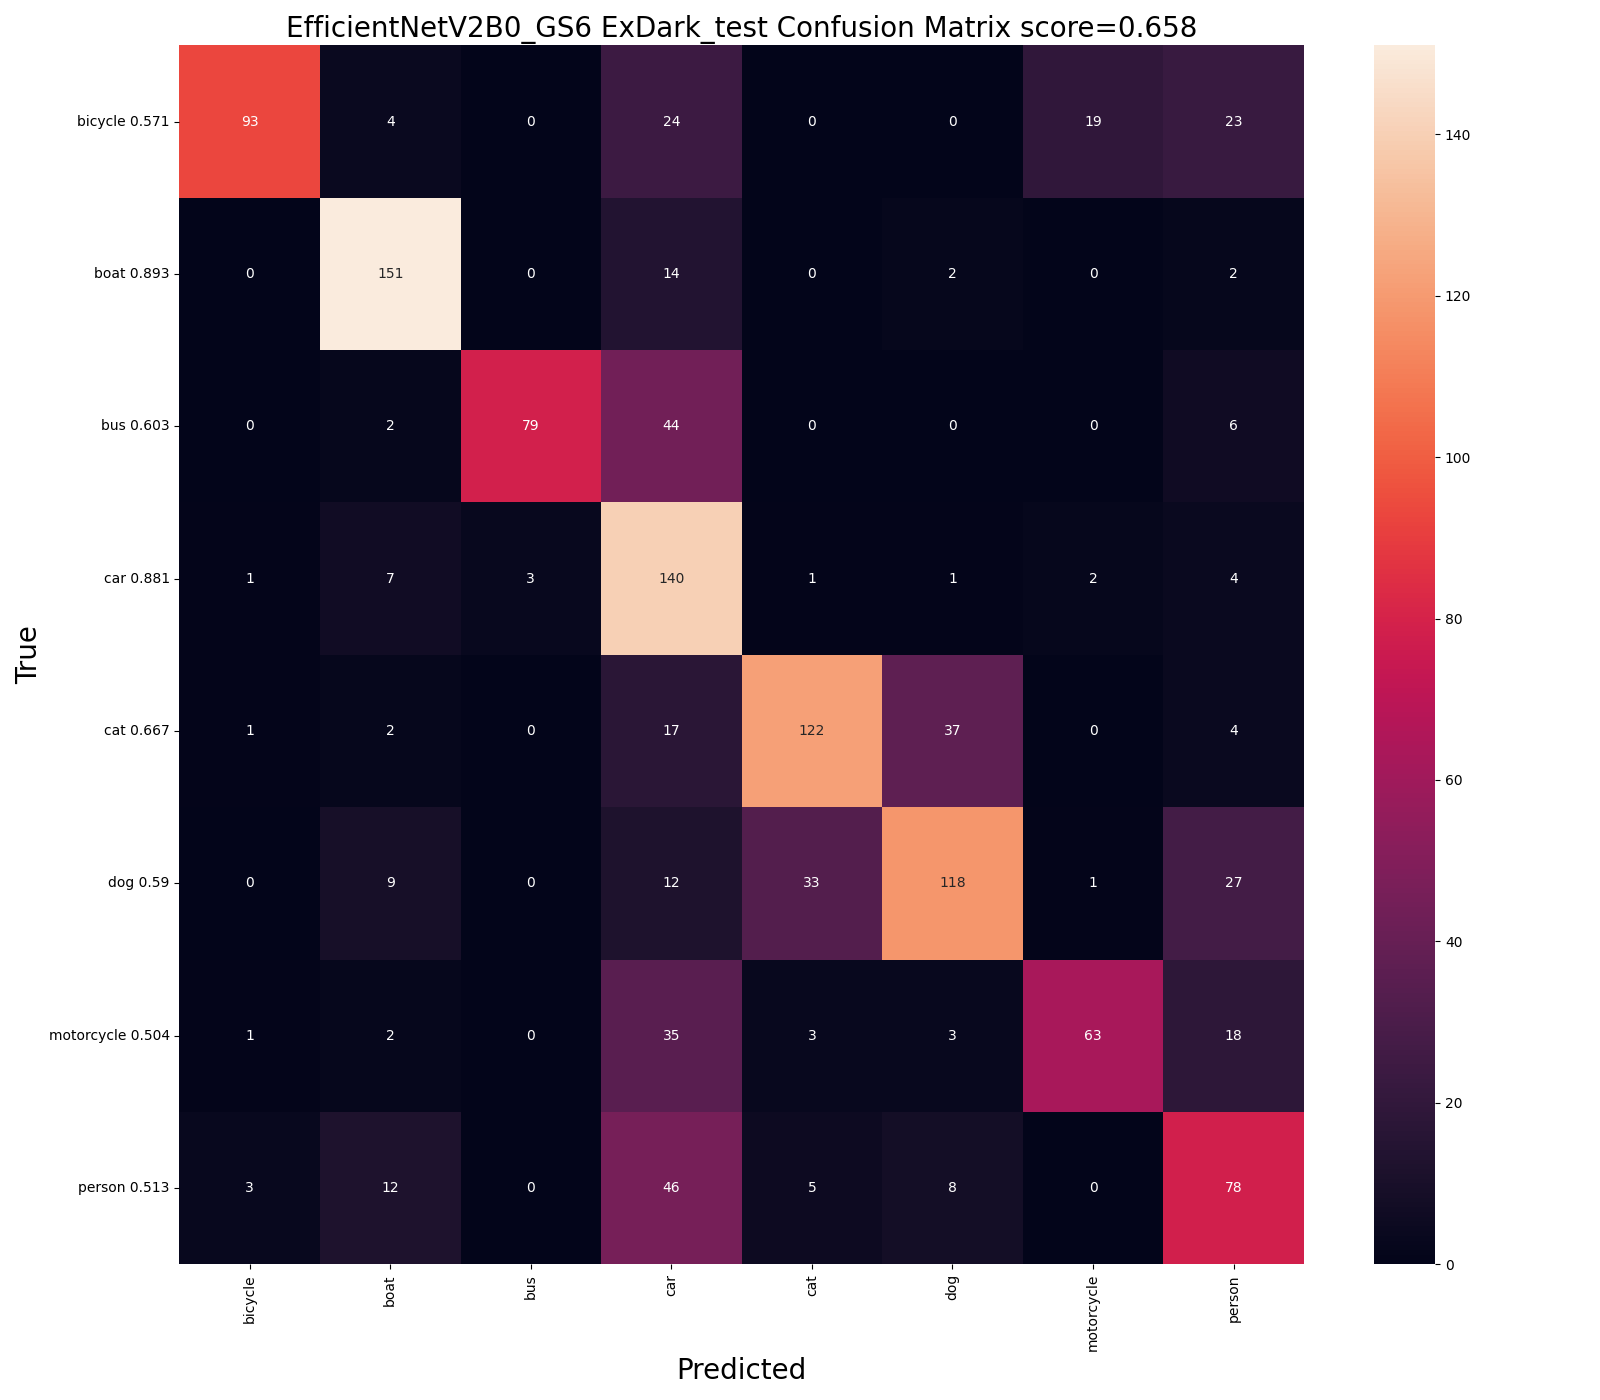 EfficientNetV2B0_GS6 ExDark_test Confusion Matrix score=0.658
bicycle 0.571 93 4 0 24 0 0 19 23
boat 0.893 0 151 0 14 0 2 0 2
bus 0.603 0 2 79 44 0 0 0 6
car 0.881 1 7 3 140 1 1 2 4
cat 0.667 1 2 0 17 122 37 0 4
dog 0.59 0 9 0 12 33 118 1 27
motorcycle 0.504 1 2 0 35 3 3 63 18
person 0.513 3 12 0 46 5 8 0 78
True
bicycle boat bus car cat dog motorcycle person
Predicted
140
120
100
80
60
40
20
0